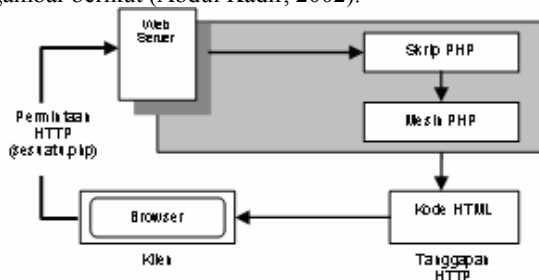 gambar berikut (Abdul Kadir, 2002).
Web
Server
Skrip PHP
Permintaan
HTTP
(sesuatu.php)
Mesin PHP
Browser
Kode HTML
Klien
Tanggapan
HTTP